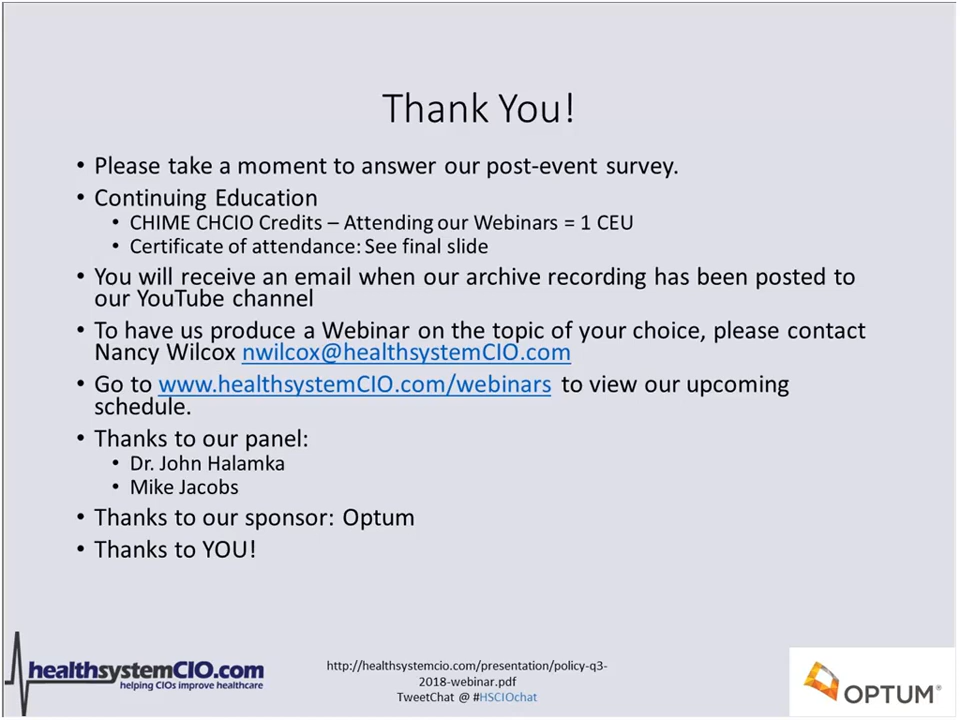 Thank You!
• Please take a moment to answer our post-event survey.
• Continuing Education
• CHIME CHCIO Credits – Attending our Webinars = 1 CEU
• Certificate of attendance: See final slide
• You will receive an email when our archive recording has been posted to
our YouTube channel
• To have us produce a Webinar on the topic of your choice, please contact
Nancy Wilcox nwilcox@healthsystemCIO.com
• Go to www.healthsystemCIO.com/webinars to view our upcoming
schedule.
• Thanks to our panel:
• Dr. John Halamka
• Mike Jacobs
• Thanks to our sponsor: Optum
• Thanks to YOU!
healthsystemCIO.com
helping CIOs improve healthcare
http://healthsystemcio.com/presentation/policy-q3-
2018-webinar.pdf
TweetChat @ #HSCIOchat
OPTUM®